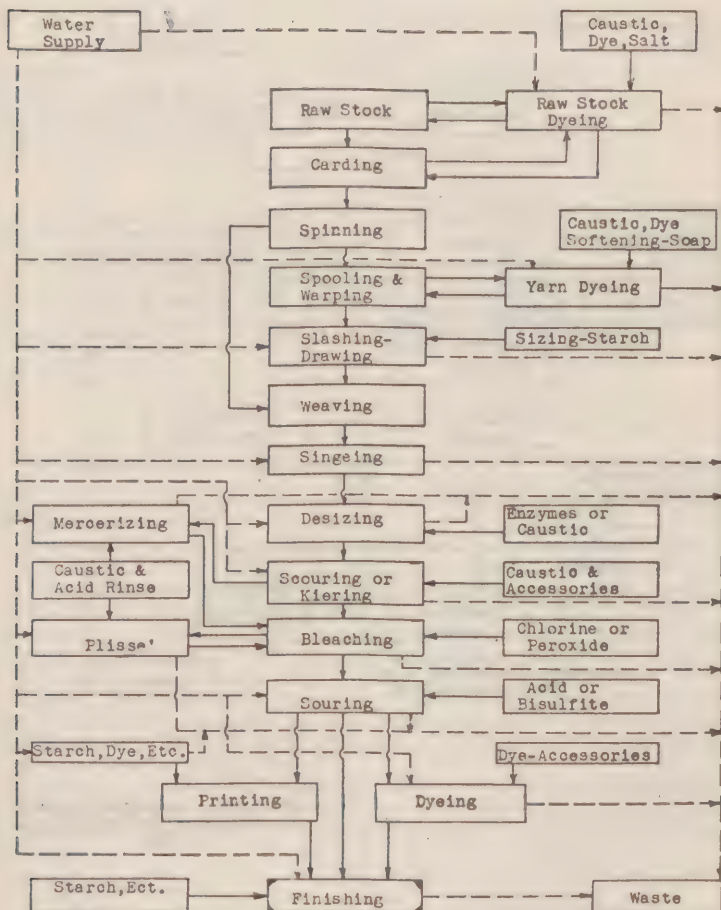 Water
Supply
Caustic,
Dye,Salt
Raw Stock
Raw Stock
Dyeing
Carding
Spinning
Caustic,Dye
Softening-Soap
Spooling &
Warping
Yarn Dyeing
Slashing-
Drawing
Sizing-Starch
Weaving
Singeing
Mercerizing
Desizing
Enzymes or
Caustic
Caustic &
Acid Rinse
Scouring or
Kiering
Caustic &
Accessories
Plisse'
Bleaching
Chlorine or
Peroxide
Souring
Acid or
Bisulfite
Starch,Dye,Etc.
Dye-Accessories
Printing
Dyeing
Starch,Ect.
Finishing
Waste